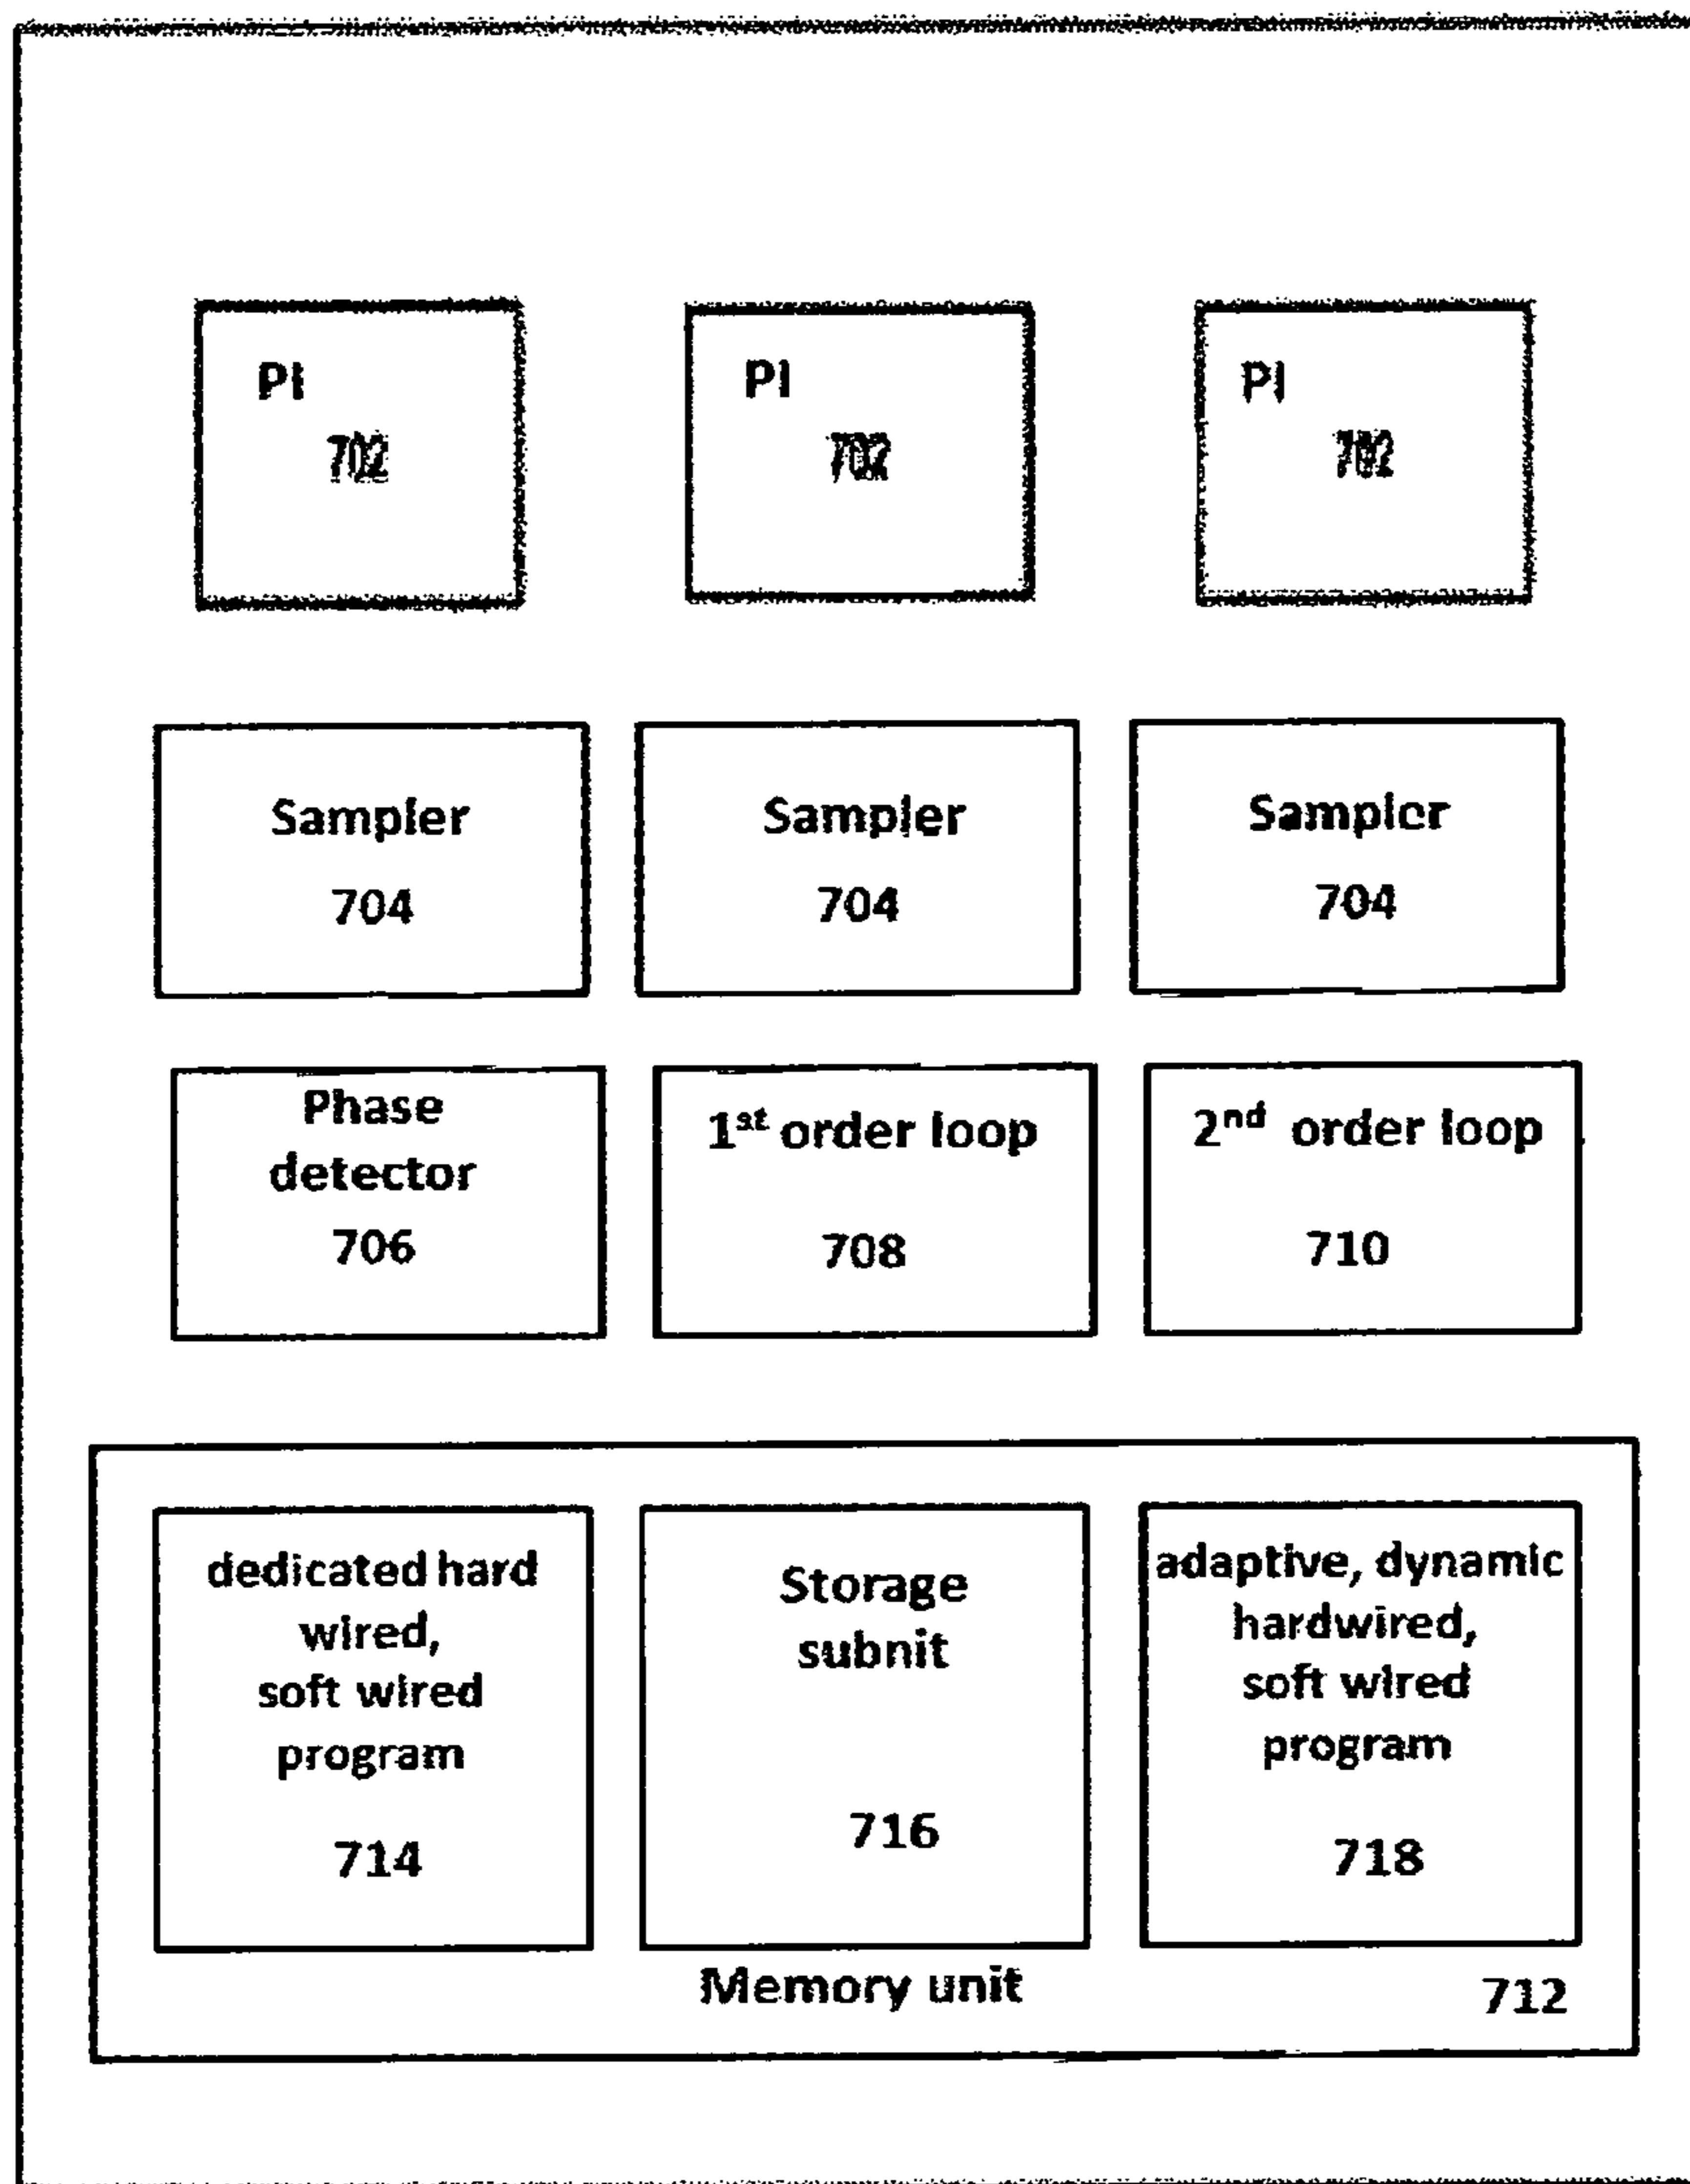 PI
702
PI
702
PI
702
Sampler
704
Sampler
704
Sampler
704
Phase
detector
706
1st order loop
708
2nd order loop
710
dedicated hard
wired,
soft wired
program
714
Storage
subnit
716
adaptive, dynamic
hardwired,
soft wired
program
718
Memory unit
712